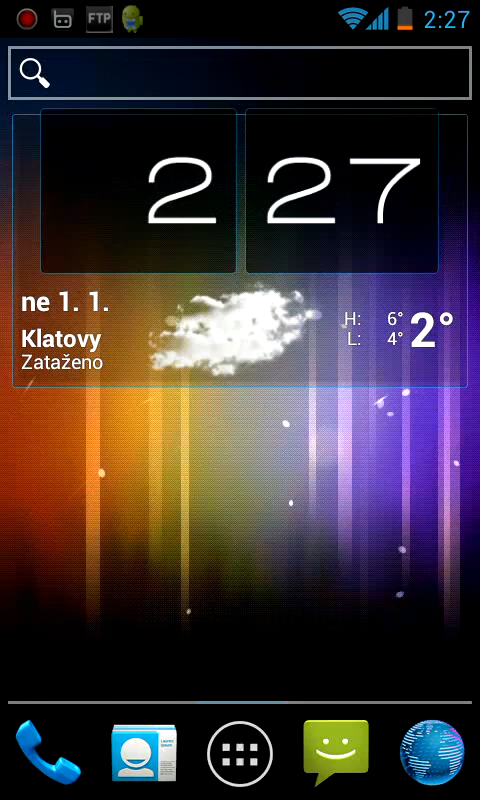 FTP
2:27
2 27
ne 1. 1.
Klatovy
Zataženo
H: 6°
L: 4°
2°